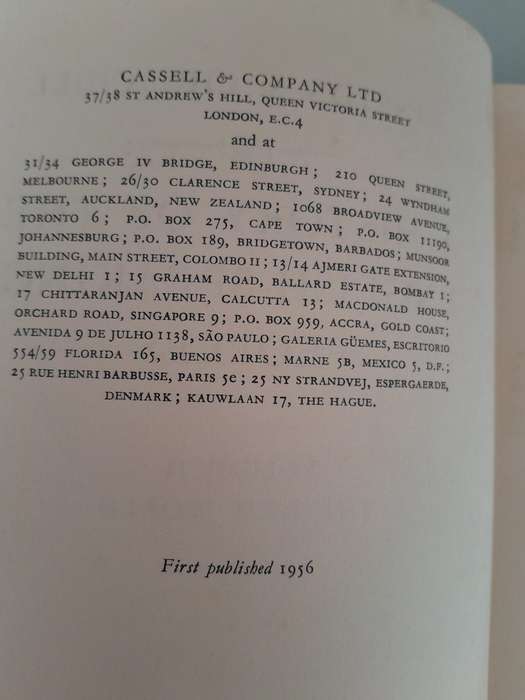 CASSELL & COMPANY LTD
37/38 ST ANDREW'S HILL, QUEEN VICTORIA STREET
LONDON, E.C.4
and at
31/34 GEORGE IV BRIDGE, EDINBURGH; 210 QUEEN STREET,
MELBOURNE; 26/30 CLARENCE STREET, SYDNEY; 24 WYNDHAM
STREET, AUCKLAND, NEW ZEALAND; 1068 BROADVIEW AVENUE,
TORONTO 6; P.O. BOX 275, CAPE TOWN; P.O. BOX 11190,
JOHANNESBURG; P.O. BOX 189, BRIDGETOWN, BARBADOS; MUNSOOR
BUILDING, MAIN STREET, COLOMBO 11; 13/14 AJMERI GATE EXTENSION,
NEW DELHI 1; 15 GRAHAM ROAD, BALLARD ESTATE, BOMBAY 1;
17 CHITTARANJAN AVENUE, CALCUTTA 13; MACDONALD HOUSE,
ORCHARD ROAD, SINGAPORE 9; P.O. BOX 959, ACCRA, GOLD COAST;
AVENIDA 9 DE JULHO 1138, SÃO PAULO; GALERIA GÜEMES, ESCRITORIO
554/59 FLORIDA 165, BUENOS AIRES; MARNE 5B, MEXICO 5, D.F.;
25 RUE HENRI BARBUSSE, PARIS 5e; 25 NY STRANDVEJ, ESPERGAERDE,
DENMARK; KAUWLAAN 17, THE HAGUE.
First published 1956